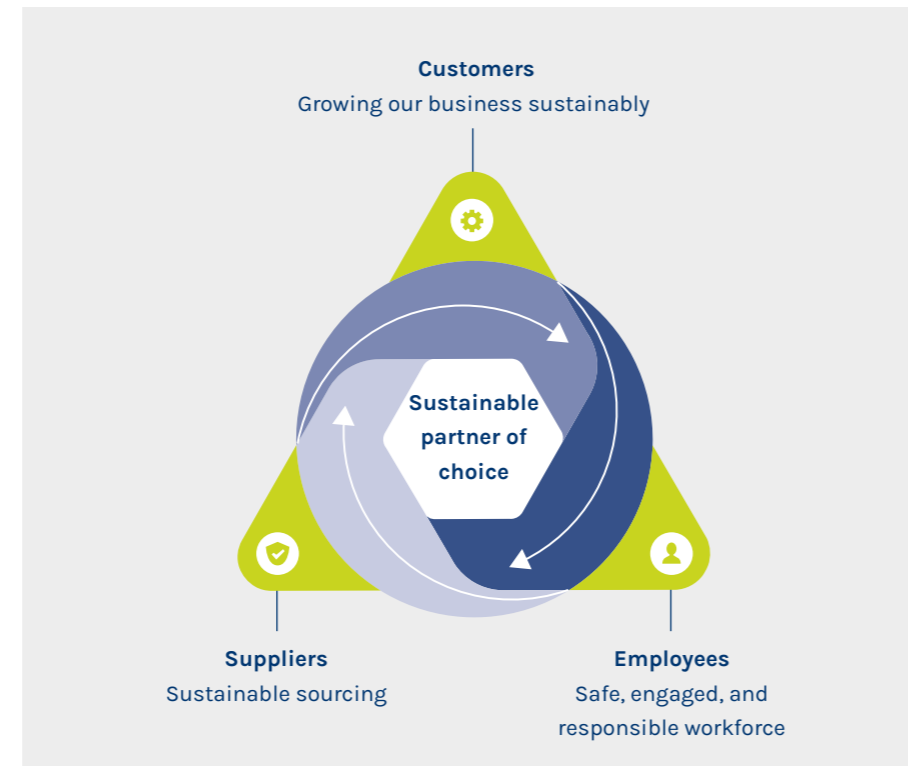 Customers
Growing our business sustainably
Sustainable
partner of
choice
Suppliers
Sustainable sourcing
Employees
Safe, engaged, and
responsible workforce